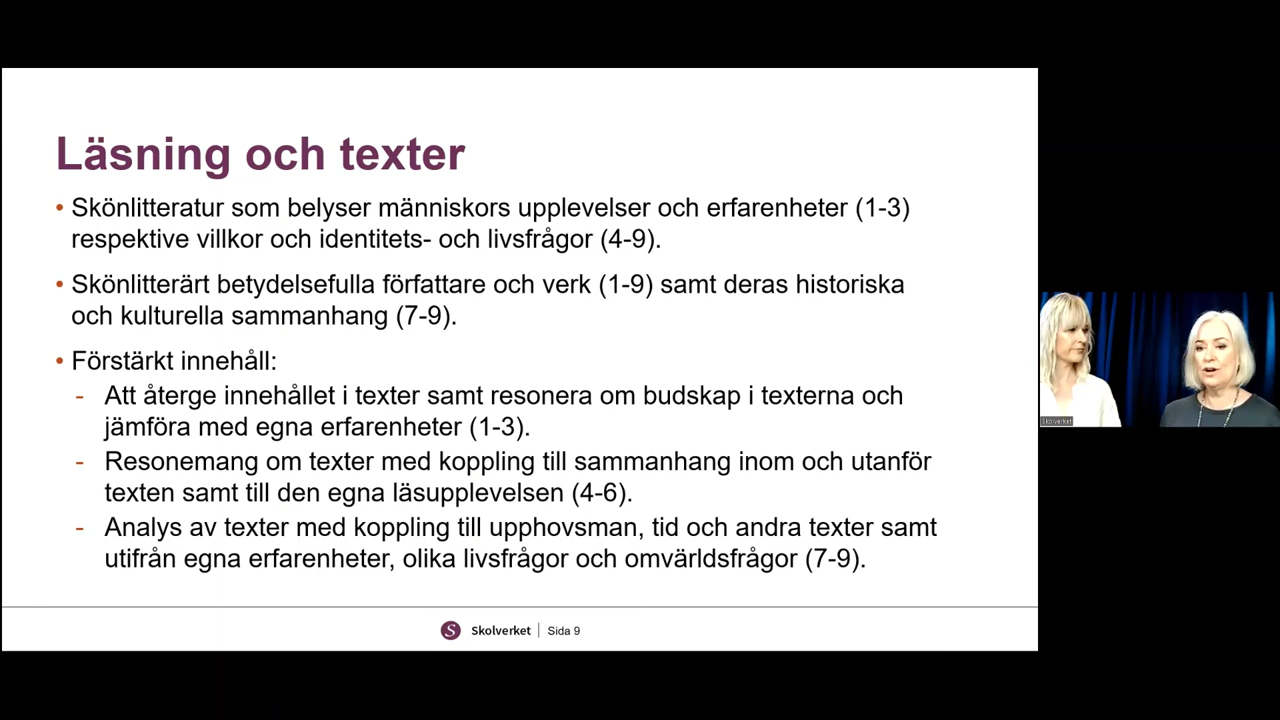 Läsning och texter
• Skönlitteratur som belyser människors upplevelser och erfarenheter (1-3)
respektive villkor och identitets- och livsfrågor (4-9).
• Skönlitterärt betydelsefulla författare och verk (1-9) samt deras historiska
och kulturella sammanhang (7-9).
• Förstärkt innehåll:
- Att återge innehållet i texter samt resonera om budskap i texterna och
jämföra med egna erfarenheter (1-3).
- Resonemang om texter med koppling till sammanhang inom och utanför
texten samt till den egna läsupplevelsen (4-6).
- Analys av texter med koppling till upphovsman, tid och andra texter samt
utifrån egna erfarenheter, olika livsfrågor och omvärldsfrågor (7-9).
S Skolverket | Sida 9
Skolverket